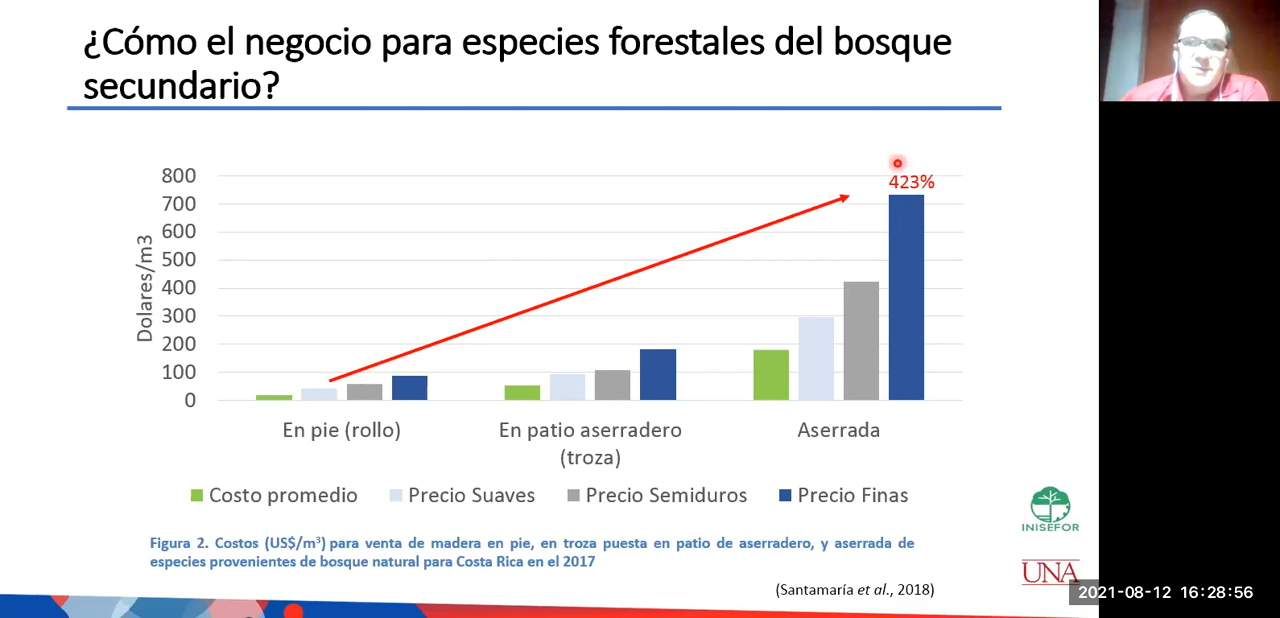 ¿Cómo el negocio para especies forestales del bosque
secundario?
800
700
600
500
400
300
200
100
0
Dolares/m3
423%
En pie (rollo)
En patio aserradero
(troza)
Aserrada
Costo promedio
Precio Suaves
Precio Semiduros
Precio Finas
Figura 2. Costos (US$/m³) para venta de madera en pie, en troza puesta en patio de aserradero, y aserrada de
especies provenientes de bosque natural para Costa Rica en el 2017
(Santamaría et al., 2018)
INISEFOR
UNA
2021-08-12 16:28:56